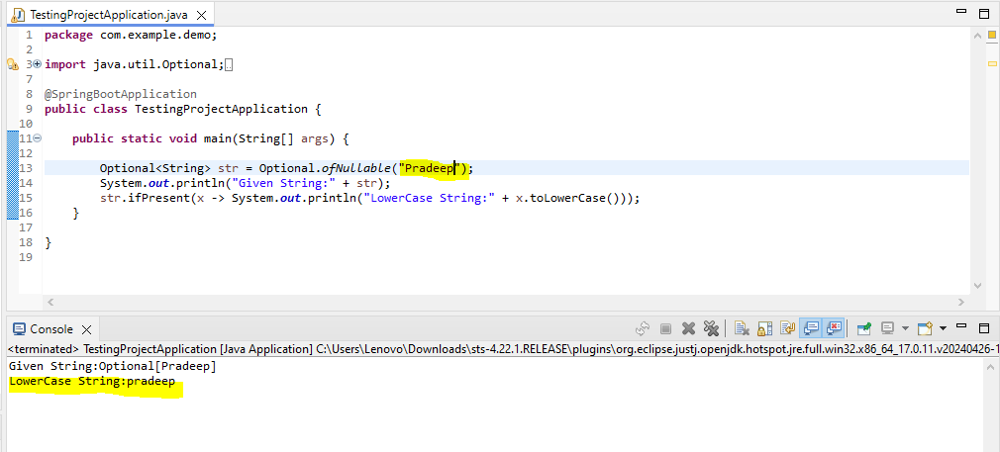 TestingProjectApplication.java
1 package com.example.demo;
2
3 import java.util.Optional;
7
8 @SpringBootApplication
9 public class TestingProjectApplication {
10
11 public static void main(String[] args) {
12
13 Optional<String> str = Optional.ofNullable("Pradeep");
14 System.out.println("Given String:" + str);
15 str.ifPresent(x -> System.out.println("LowerCase String:" + x.toLowerCase()));
16 }
17
18 }
19
Console
<terminated> TestingProjectApplication [Java Application] C:\Users\Lenovo\Downloads\sts-4.22.1.RELEASE\plugins\org.eclipse.justj.openjdk.hotspot.jre.full.win32.x86_64_17.0.11.v20240426-1
Given String:Optional[Pradeep]
LowerCase String:pradeep